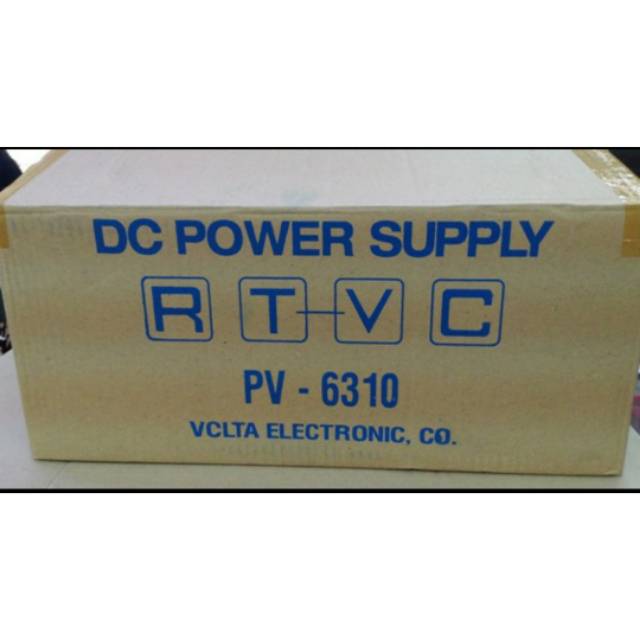 DC POWER SUPPLY
R T-V C
PV - 6310
VCLTA ELECTRONIC, CO.